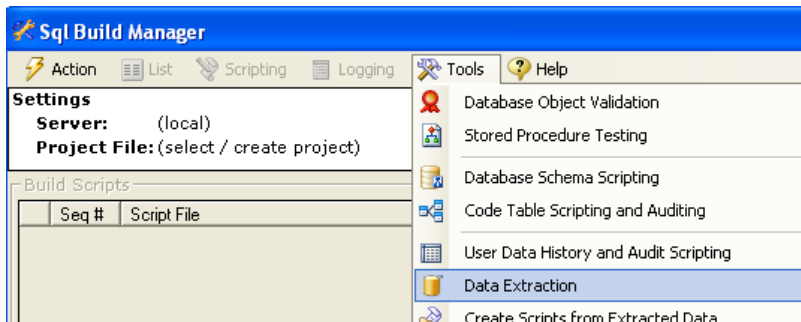 Sql Build Manager
Action List Scripting Logging Tools Help
Settings
Server: (local)
Project File: (select / create project)
Build Scripts
Seq # Script File
Database Object Validation
Stored Procedure Testing
Database Schema Scripting
Code Table Scripting and Auditing
User Data History and Audit Scripting
Data Extraction
Create Scripts from Extracted Data